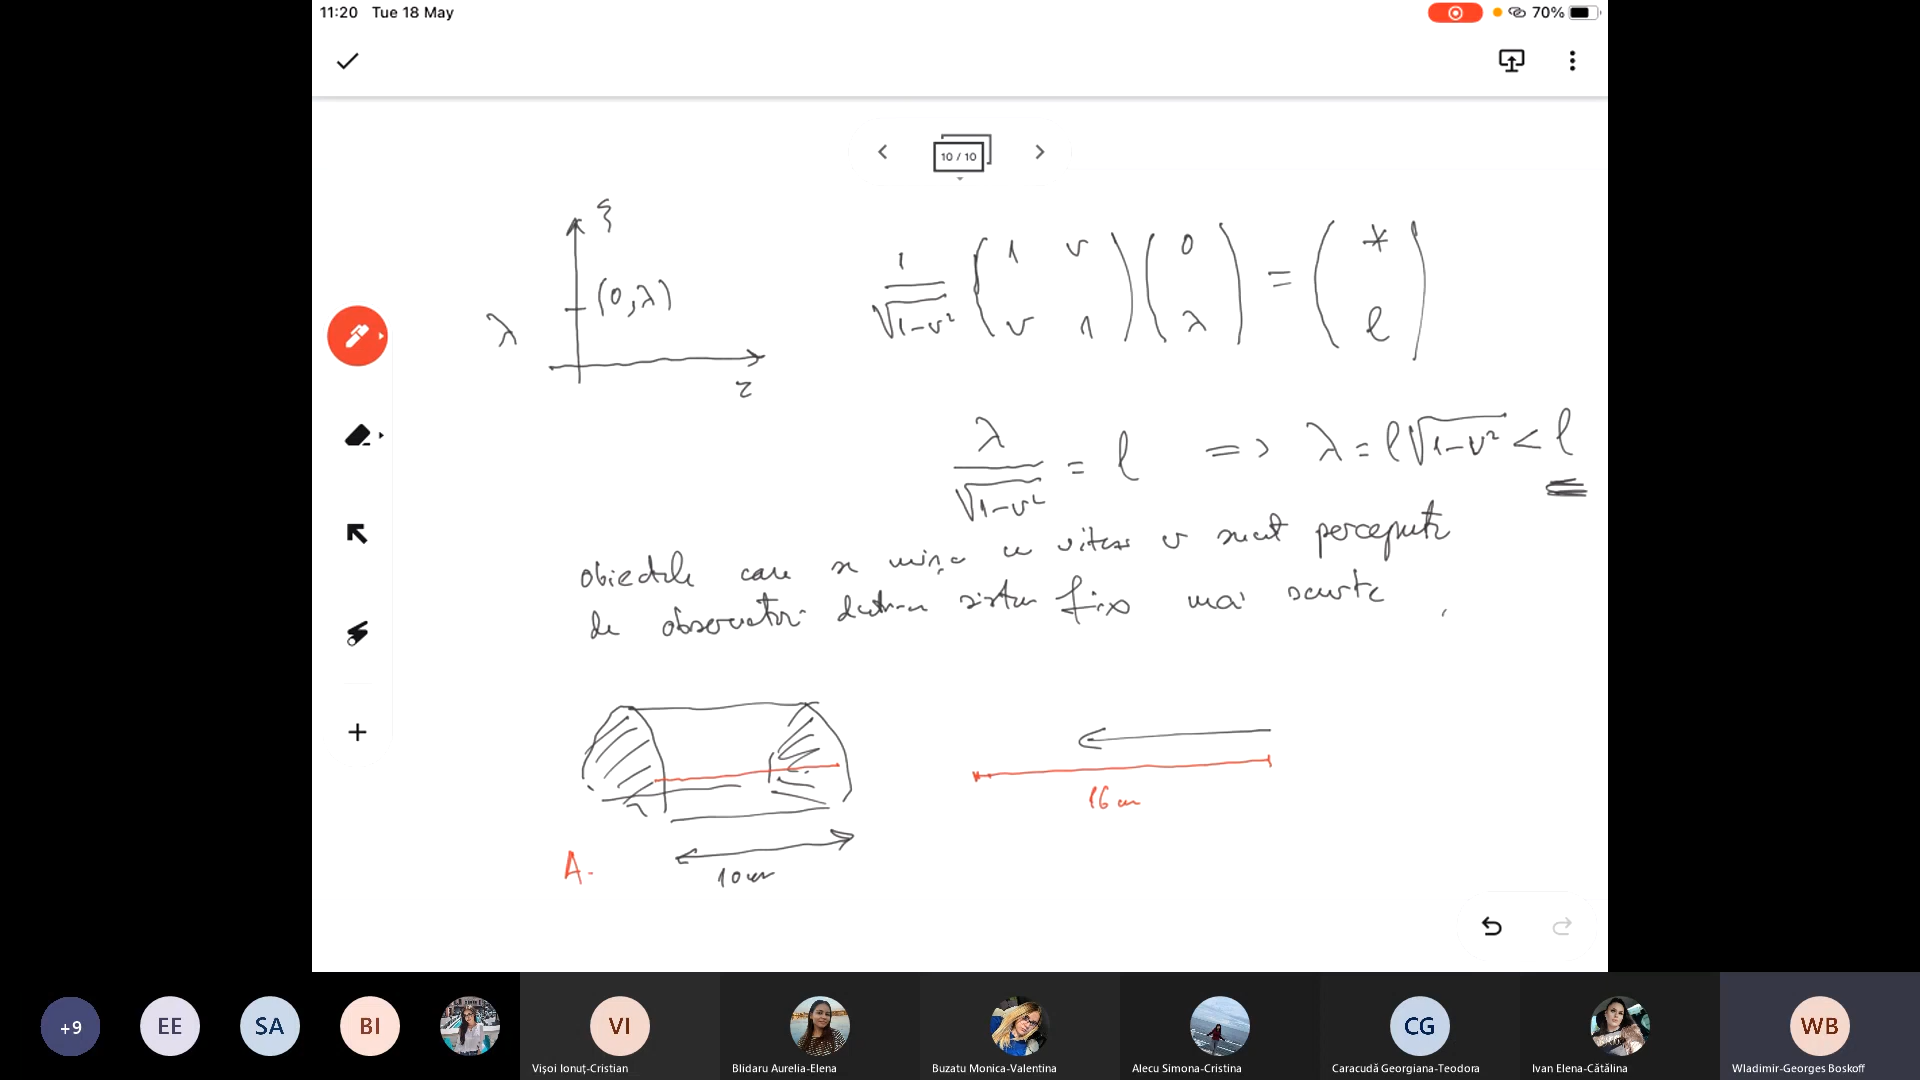 11:20 Tue 18 May
70%
10 / 10
ξ
(0, λ)
λ
τ
1/√(1-v²) (1 v ; v 1) (0 ; λ) = (* ; l)
λ/√(1-v²) = l => λ = l√(1-v²) < l
obiectele care se mișcă cu viteza v sunt percepute
de observatori dintr-un sistem fix mai scurte
16 cm
10 cm
A.
+9
EE
SA
BI
VI
CG
WB
Vișoi Ionuț-Cristian
Blidaru Aurelia-Elena
Buzatu Monica-Valentina
Alecu Simona-Cristina
Caracudă Georgiana-Teodora
Ivan Elena-Cătălina
Wladimir-Georges Boskoff